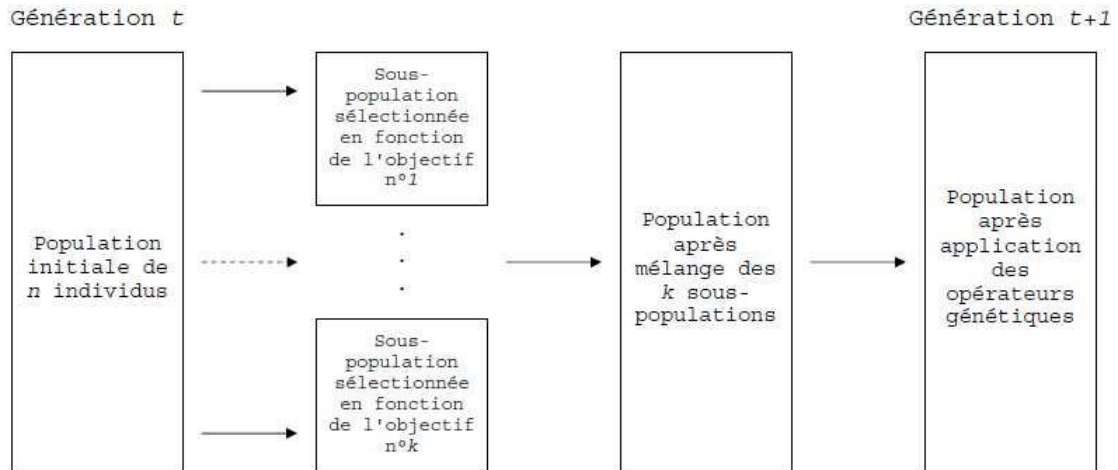 Génération t
Génération t+1
Population
initiale de
n individus
Sous-
population
sélectionnée
en fonction
de l'objectif
n°1
.
.
.
Sous-
population
sélectionnée
en fonction
de l'objectif
n°k
Population
après
mélange des
k sous-
populations
Population
après
application
des
opérateurs
génétiques